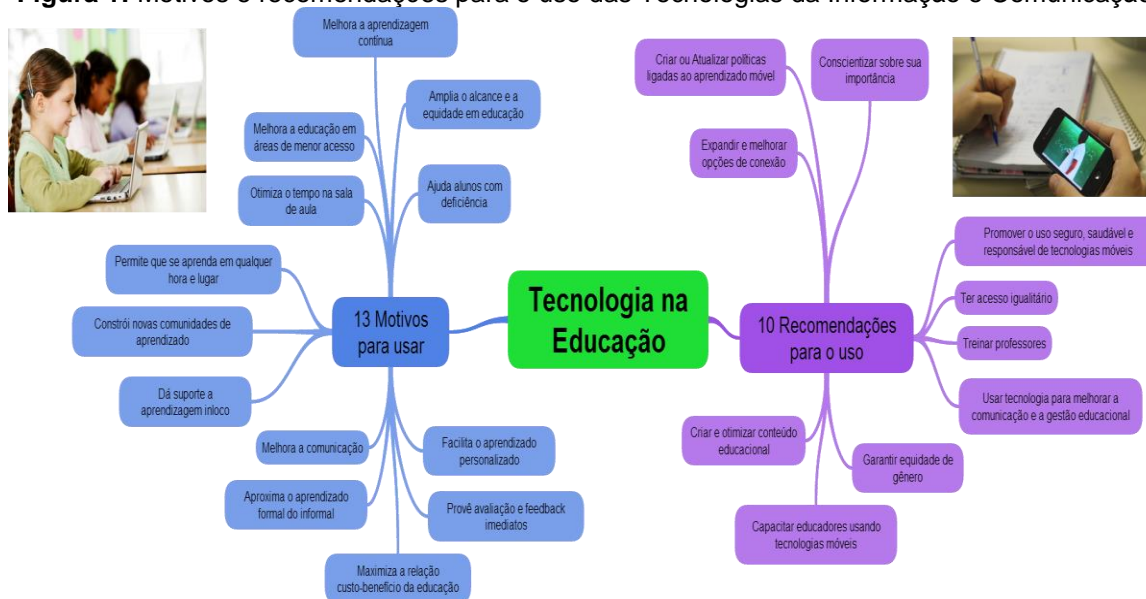 Figura 1. Motivos e recomendações para o uso das Tecnologias da Informação e Comunicação
Melhora a aprendizagem
contínua
Amplia o alcance e a
equidade em educação
Melhora a educação em
áreas de menor acesso
Otimiza o tempo na sala
de aula
Ajuda alunos com
deficiência
Permite que se aprenda em qualquer
hora e lugar
Constrói novas comunidades de
aprendizado
Dá suporte a
aprendizagem inloco
13 Motivos
para usar
Melhora a comunicação
Facilita o aprendizado
personalizado
Aproxima o aprendizado
formal do informal
Provê avaliação e feedback
imediatos
Maximiza a relação
custo-benefício da educação
Tecnologia na
Educação
Criar ou Atualizar políticas
ligadas ao aprendizado móvel
Conscientizar sobre sua
importância
Expandir e melhorar
opções de conexão
10 Recomendações
para o uso
Promover o uso seguro, saudável e
responsável de tecnologias móveis
Ter acesso igualitário
Treinar professores
Usar tecnologia para melhorar a
comunicação e a gestão educacional
Criar e otimizar conteúdo
educacional
Garantir equidade de
gênero
Capacitar educadores usando
tecnologias móveis